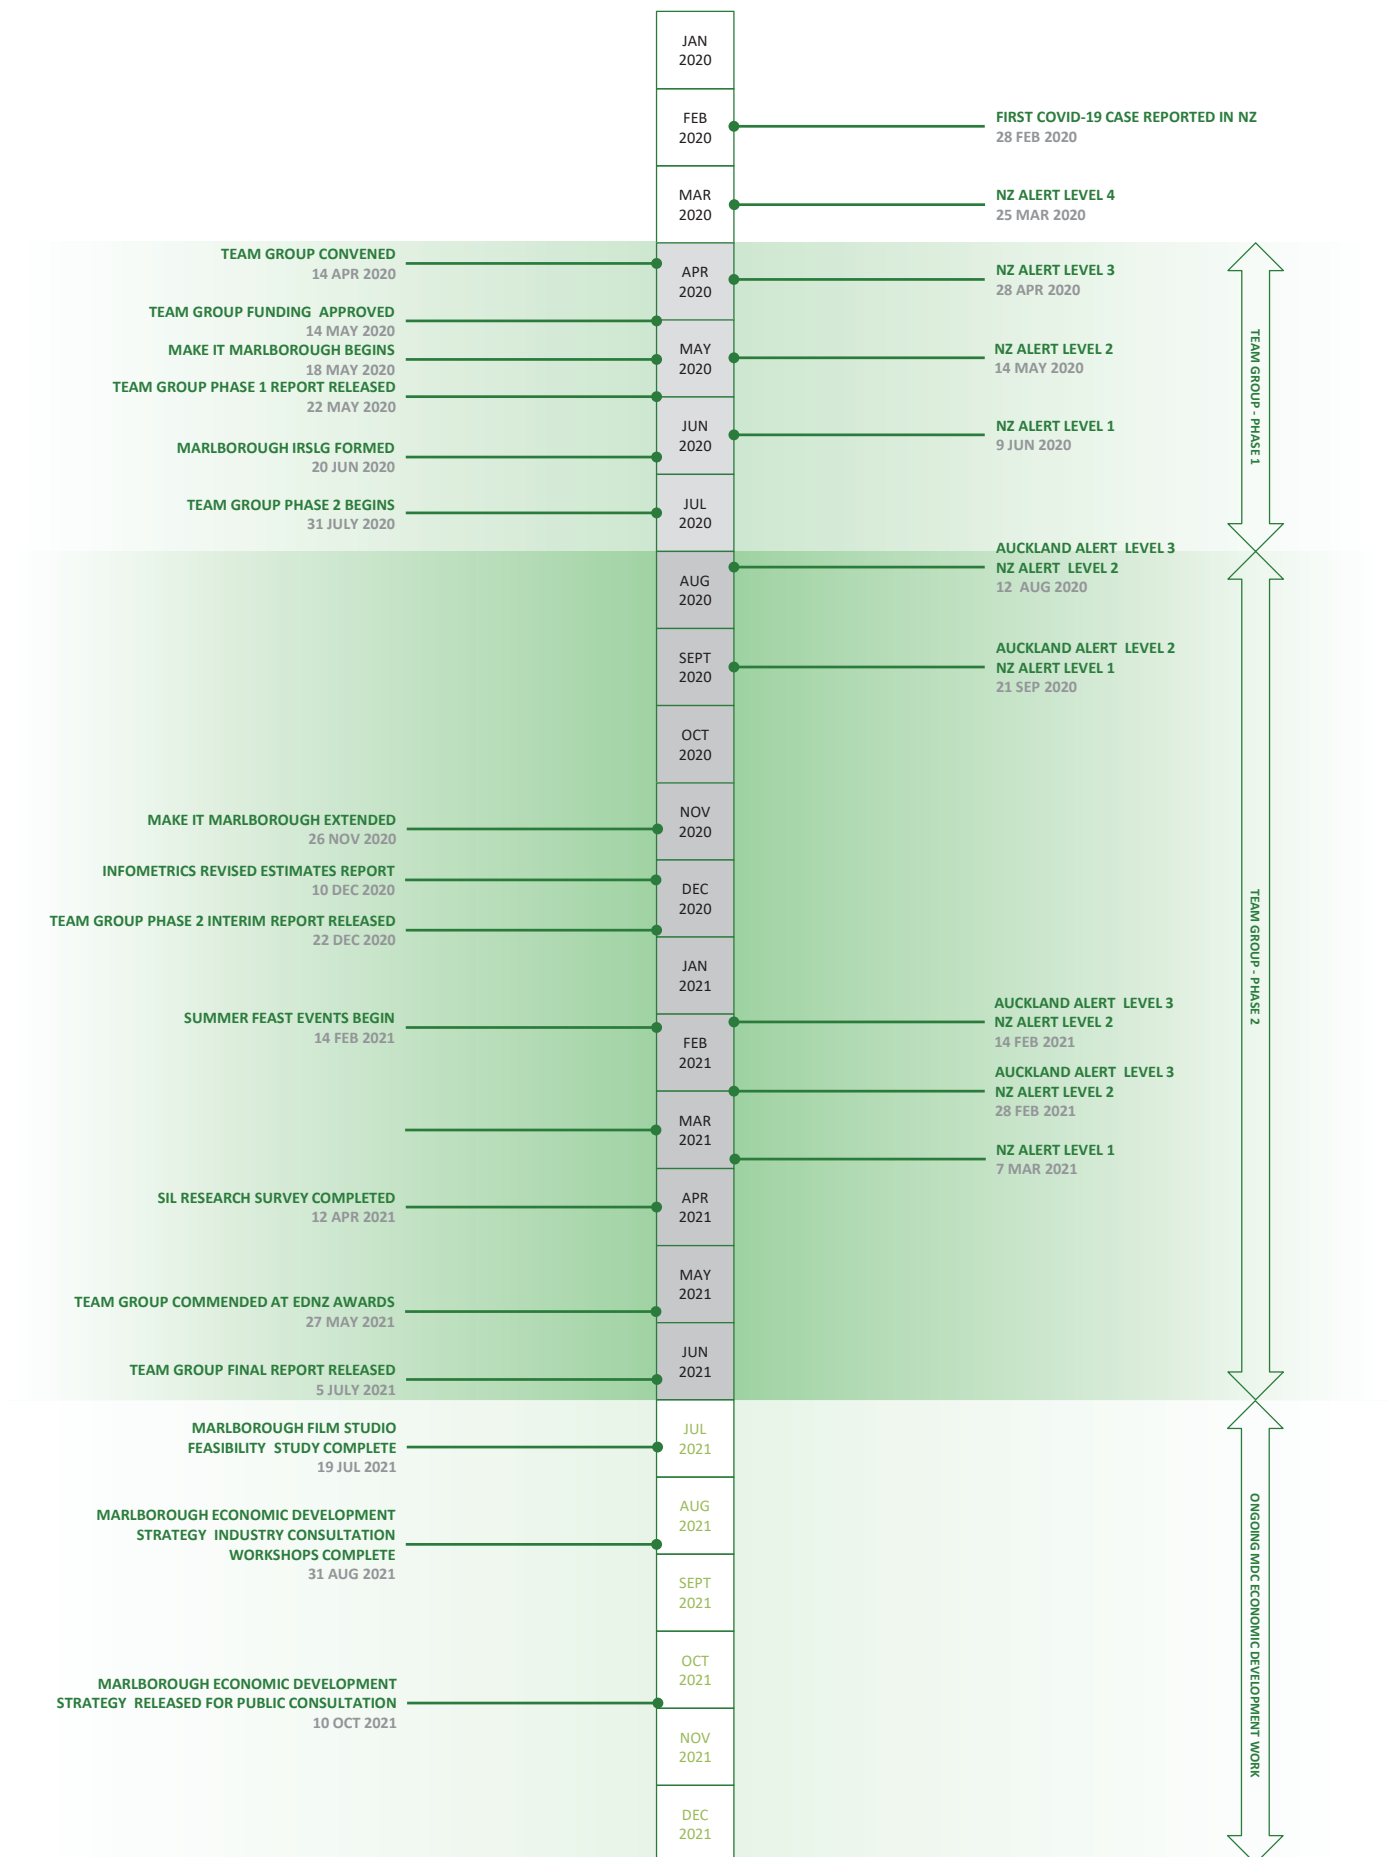 JAN
2020
FEB
2020
FIRST COVID-19 CASE REPORTED IN NZ
28 FEB 2020
MAR
2020
NZ ALERT LEVEL 4
25 MAR 2020
TEAM GROUP CONVENED
14 APR 2020
APR
2020
NZ ALERT LEVEL 3
28 APR 2020
TEAM GROUP FUNDING APPROVED
14 MAY 2020
MAKE IT MARLBOROUGH BEGINS
18 MAY 2020
MAY
2020
NZ ALERT LEVEL 2
14 MAY 2020
TEAM GROUP PHASE 1 REPORT RELEASED
22 MAY 2020
TEAM GROUP - PHASE 1
JUN
2020
NZ ALERT LEVEL 1
9 JUN 2020
MARLBOROUGH IRSLG FORMED
20 JUN 2020
TEAM GROUP PHASE 2 BEGINS
31 JULY 2020
JUL
2020
AUCKLAND ALERT LEVEL 3
NZ ALERT LEVEL 2
12 AUG 2020
AUG
2020
SEPT
2020
AUCKLAND ALERT LEVEL 2
NZ ALERT LEVEL 1
21 SEP 2020
OCT
2020
MAKE IT MARLBOROUGH EXTENDED
26 NOV 2020
NOV
2020
INFOMETRICS REVISED ESTIMATES REPORT
10 DEC 2020
DEC
2020
TEAM GROUP PHASE 2 INTERIM REPORT RELEASED
22 DEC 2020
TEAM GROUP - PHASE 2
JAN
2021
SUMMER FEAST EVENTS BEGIN
14 FEB 2021
AUCKLAND ALERT LEVEL 3
NZ ALERT LEVEL 2
14 FEB 2021
FEB
2021
AUCKLAND ALERT LEVEL 3
NZ ALERT LEVEL 2
28 FEB 2021
MAR
2021
NZ ALERT LEVEL 1
7 MAR 2021
SIL RESEARCH SURVEY COMPLETED
12 APR 2021
APR
2021
MAY
2021
TEAM GROUP COMMENDED AT EDNZ AWARDS
27 MAY 2021
JUN
2021
TEAM GROUP FINAL REPORT RELEASED
5 JULY 2021
MARLBOROUGH FILM STUDIO
FEASIBILITY STUDY COMPLETE
19 JUL 2021
JUL
2021
MARLBOROUGH ECONOMIC DEVELOPMENT
STRATEGY INDUSTRY CONSULTATION
WORKSHOPS COMPLETE
31 AUG 2021
AUG
2021
SEPT
2021
ONGOING MDC ECONOMIC DEVELOPMENT WORK
OCT
2021
MARLBOROUGH ECONOMIC DEVELOPMENT
STRATEGY RELEASED FOR PUBLIC CONSULTATION
10 OCT 2021
NOV
2021
DEC
2021